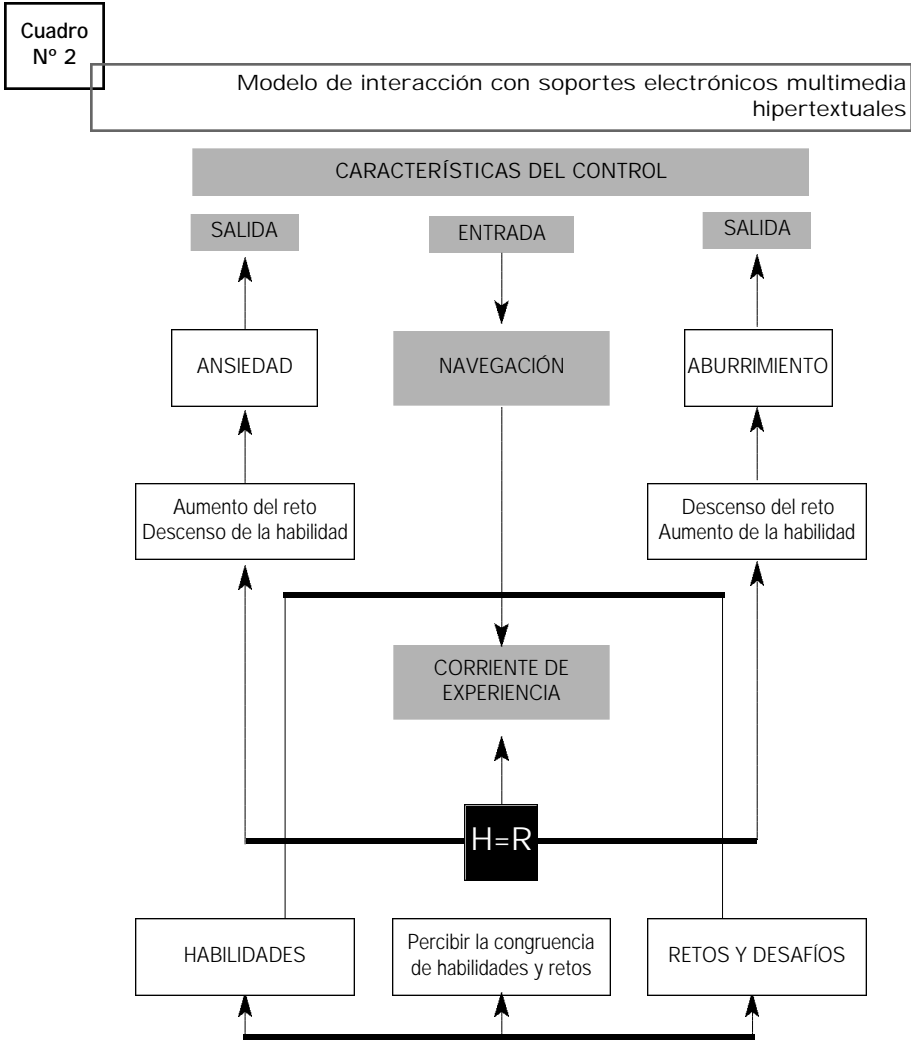 Cuadro
Nº 2
Modelo de interacción con soportes electrónicos multimedia
hipertextuales
CARACTERÍSTICAS DEL CONTROL
SALIDA
ENTRADA
SALIDA
ANSIEDAD
NAVEGACIÓN
ABURRIMIENTO
Aumento del reto
Descenso de la habilidad
Descenso del reto
Aumento de la habilidad
CORRIENTE DE
EXPERIENCIA
H=R
HABILIDADES
Percibir la congruencia
de habilidades y retos
RETOS Y DESAFÍOS